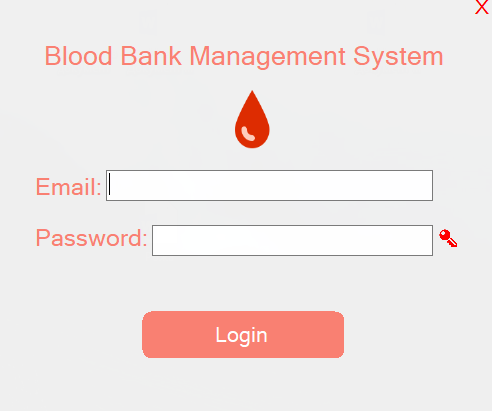 X
Blood Bank Management System
Email:
Password:
Login